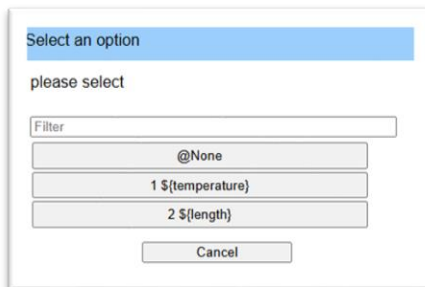 Select an option
please select
Filter
@None
1 ${temperature}
2 ${length}
Cancel